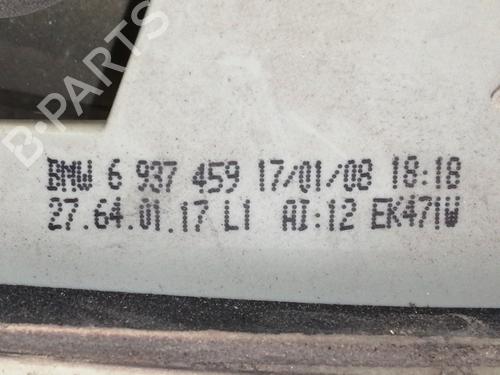 B-PARTS
BMW 6 937 459 17/01/08 18:18
27.64.01.17 L1 AI:12 EK471W